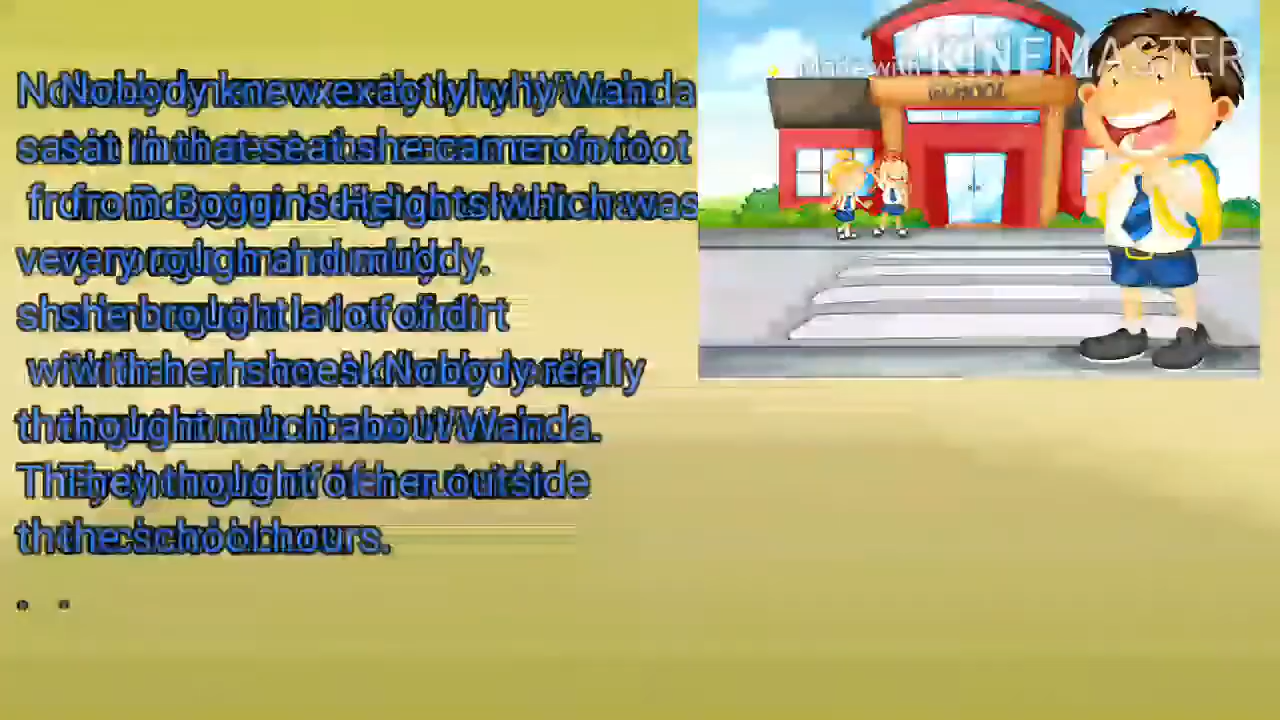 Nobody knew exactly why Wanda
sat in that seat she came on foot
from Boggins Heights which was
very rough and muddy.
she brought a lot of dirt
with her shoes. Nobody really
thought much about Wanda.
They thought of her outside
the school hours.
Made with KINEMASTER
SCHOOL